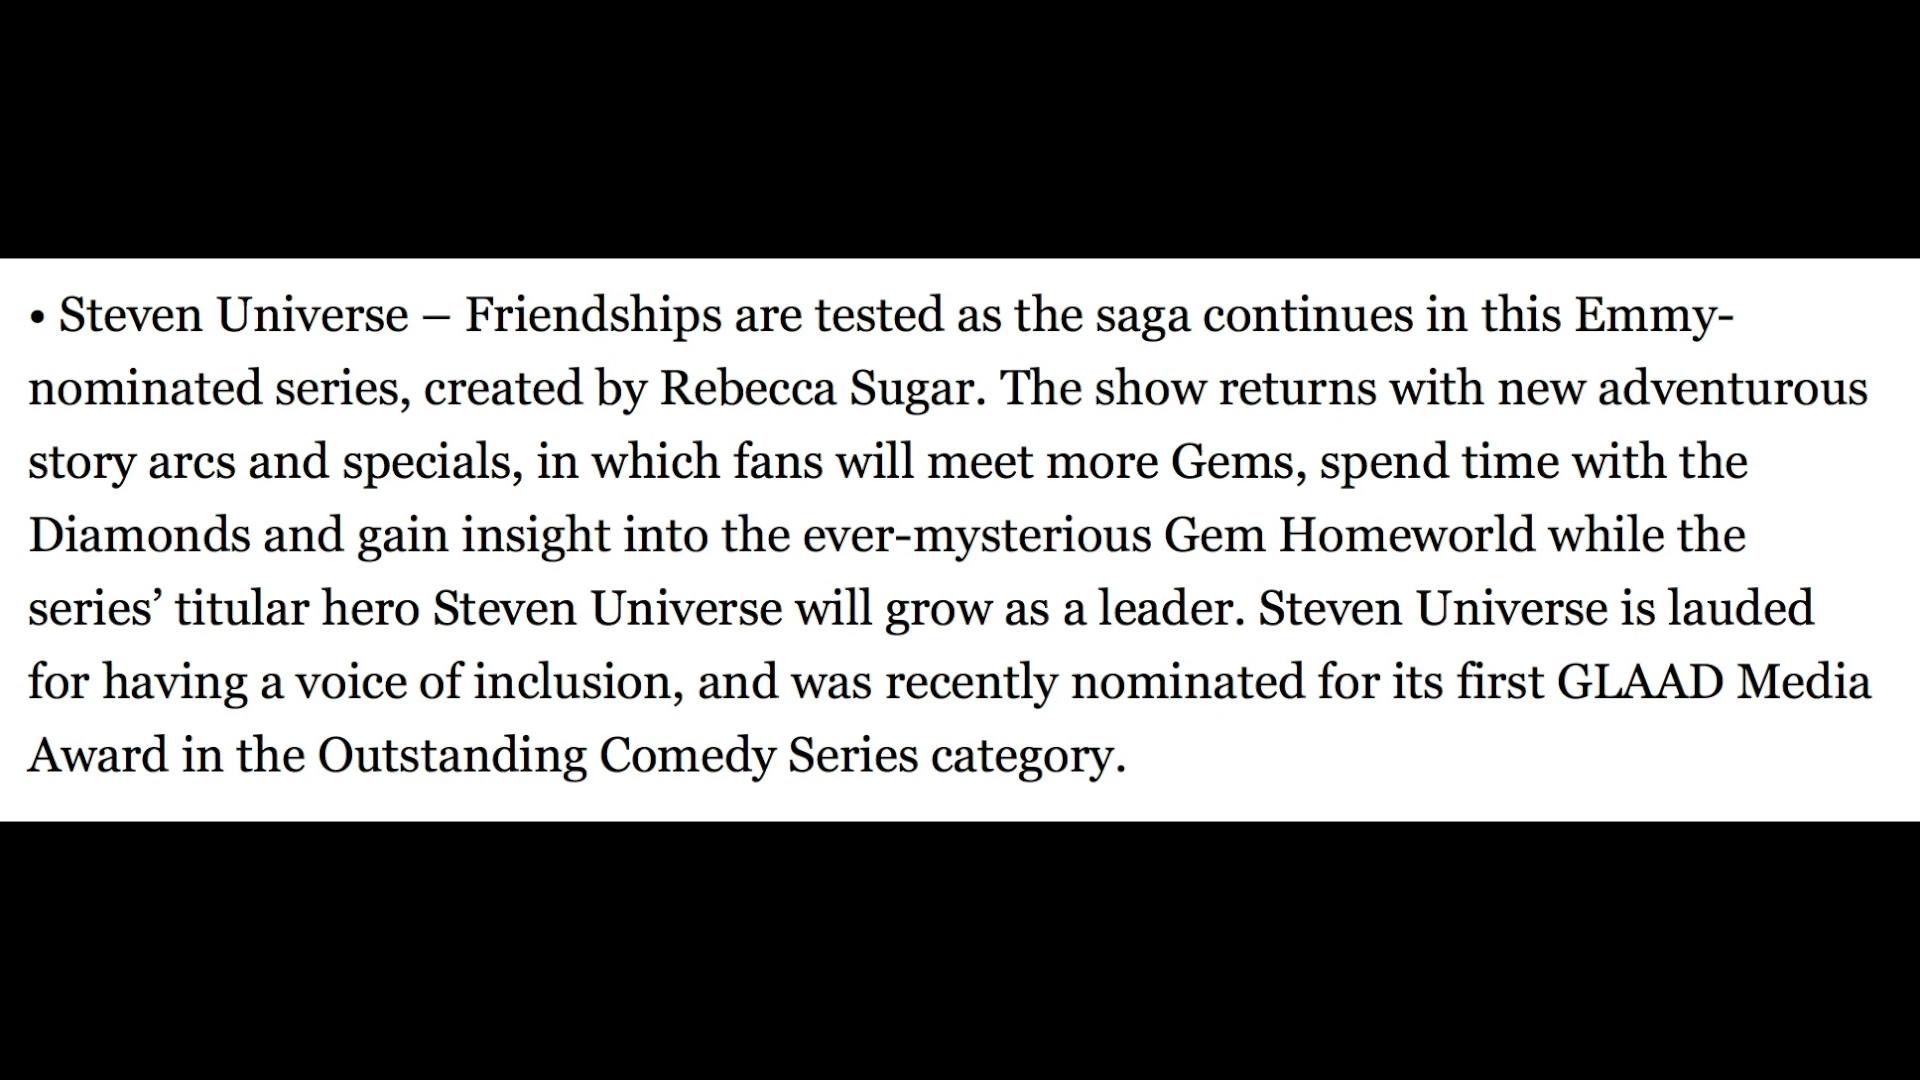 • Steven Universe – Friendships are tested as the saga continues in this Emmy-
nominated series, created by Rebecca Sugar. The show returns with new adventurous
story arcs and specials, in which fans will meet more Gems, spend time with the
Diamonds and gain insight into the ever-mysterious Gem Homeworld while the
series’ titular hero Steven Universe will grow as a leader. Steven Universe is lauded
for having a voice of inclusion, and was recently nominated for its first GLAAD Media
Award in the Outstanding Comedy Series category.